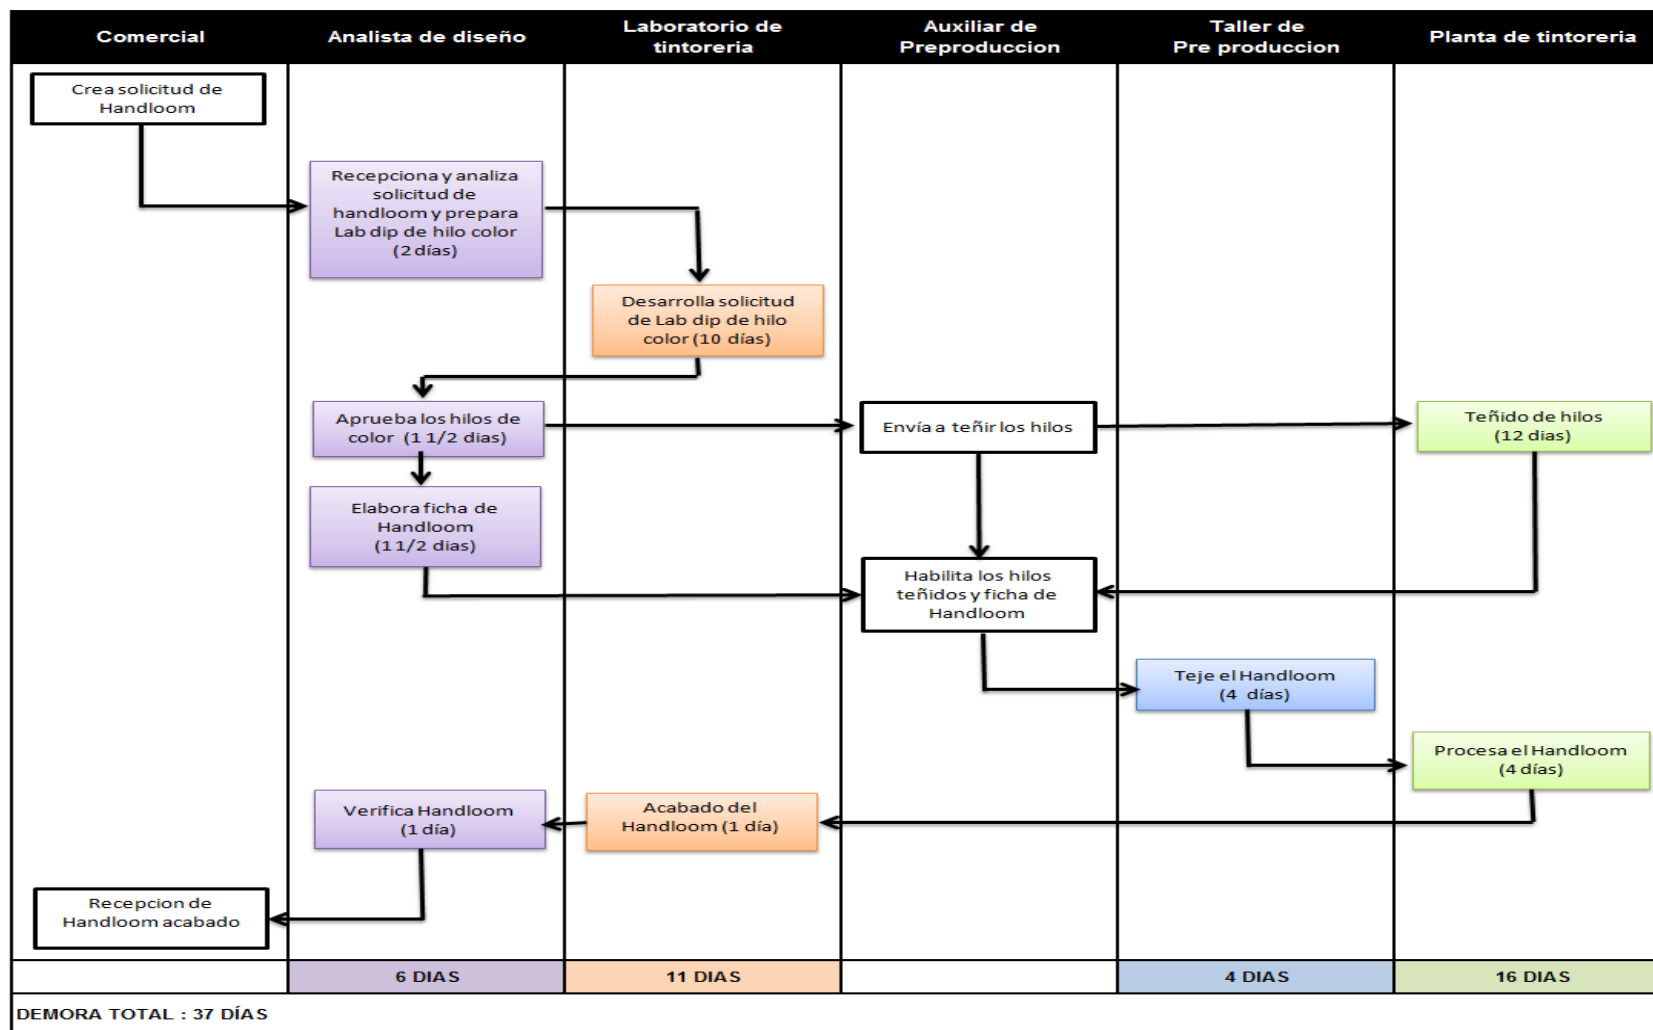 Comercial
Analista de diseño
Laboratorio de
tintoreria
Auxiliar de
Preproduccion
Taller de
Pre produccion
Planta de tintoreria
Crea solicitud de
Handloom
Recepciona y analiza
solicitud de
handloom y prepara
Lab dip de hilo color
(2 días)
Desarrolla solicitud
de Lab dip de hilo
color (10 días)
Aprueba los hilos de
color (1 1/2 dias)
Envía a teñir los hilos
Teñido de hilos
(12 dias)
Elabora ficha de
Handloom
(1 1/2 dias)
Habilita los hilos
teñidos y ficha de
Handloom
Teje el Handloom
(4 días)
Procesa el Handloom
(4 días)
Acabado del
Handloom (1 día)
Verifica Handloom
(1 día)
Recepcion de
Handloom acabado
6 DIAS
11 DIAS
4 DIAS
16 DIAS
DEMORA TOTAL : 37 DÍAS